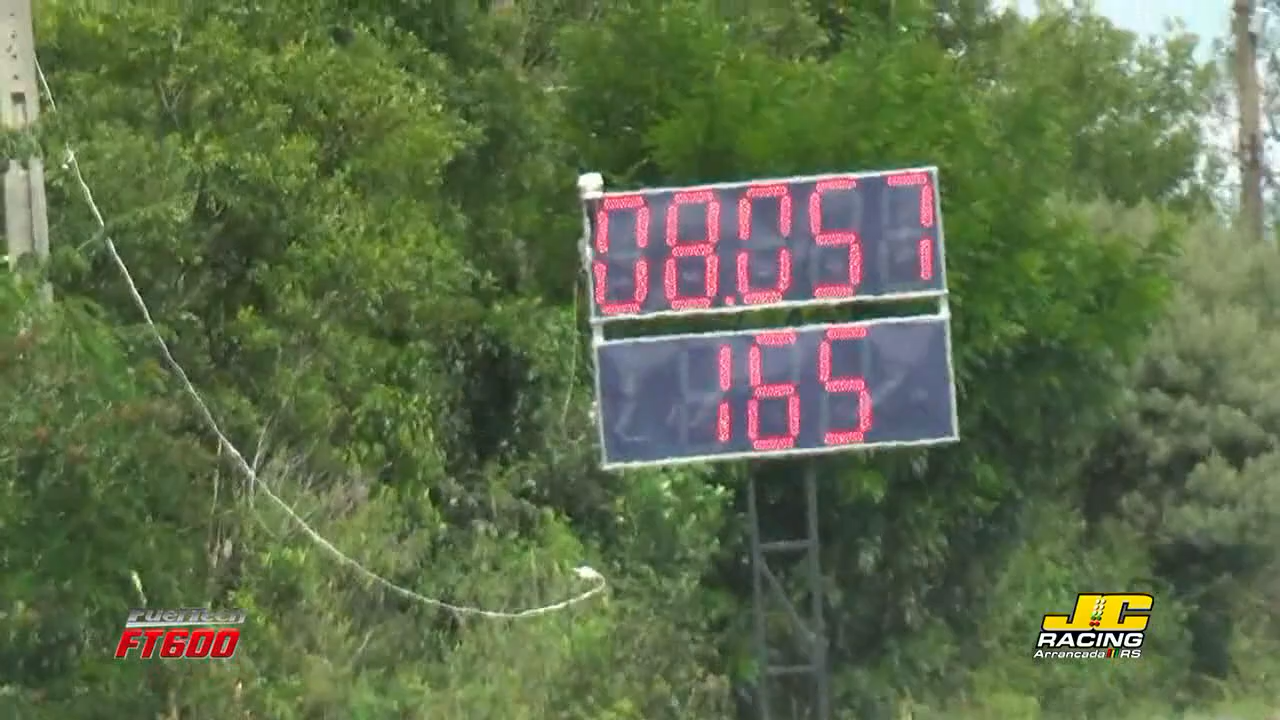 08.057
165
FuelTech
FT600
JC
RACING
Arrancada RS